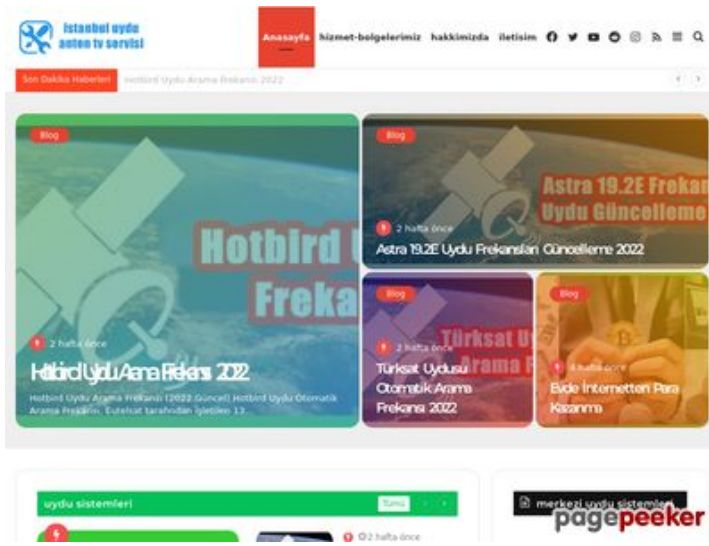 istanbul uydu
anten tv servisi
Anasayfa hizmet-bolgelerimiz hakkimizda iletisim
Son Dakika Haberleri Hotbird Uydu Arama Frekansı 2022
Blog
Hotbird
Freka
2 hafta önce
Hotbird Uydu Arama Frekansı 2022
Hotbird Uydu Arama Frekansı (2022 Güncel) Hotbird Uydu Otomatik
Arama Frekansı, Eutelsat tarafından işletilen 13...
Blog
Astra 19.2E Frekan
Uydu Güncelleme
2 hafta önce
Astra 19.2E Uydu Frekansları Güncelleme 2022
Blog
Türksat Uy
Arama F
2 hafta önce
Türksat Uydusu
Otomatik Arama
Frekansı 2022
Blog
4 hafta önce
Evde İnternetten Para
Kazanma
uydu sistemleri Tümü
2 hafta önce
merkezi uydu sistemleri
pagepeeker